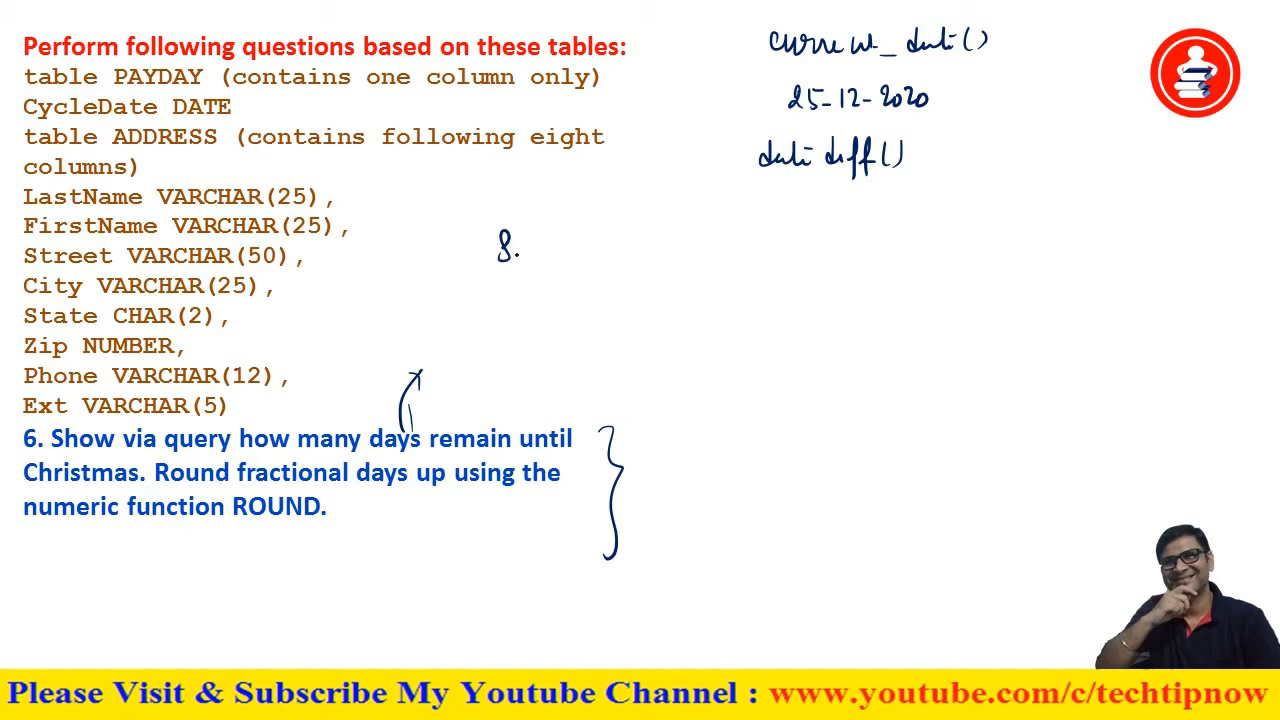 Perform following questions based on these tables:
table PAYDAY (contains one column only)
CycleDate DATE
table ADDRESS (contains following eight
columns)
LastName VARCHAR(25),
FirstName VARCHAR(25),
Street VARCHAR(50),
City VARCHAR(25),
State CHAR(2),
Zip NUMBER,
Phone VARCHAR(12),
Ext VARCHAR(5)
6. Show via query how many days remain until
Christmas. Round fractional days up using the
numeric function ROUND.
8.
current_date()
25-12-2020
datediff()
Please Visit & Subscribe My Youtube Channel : www.youtube.com/c/techtipnow